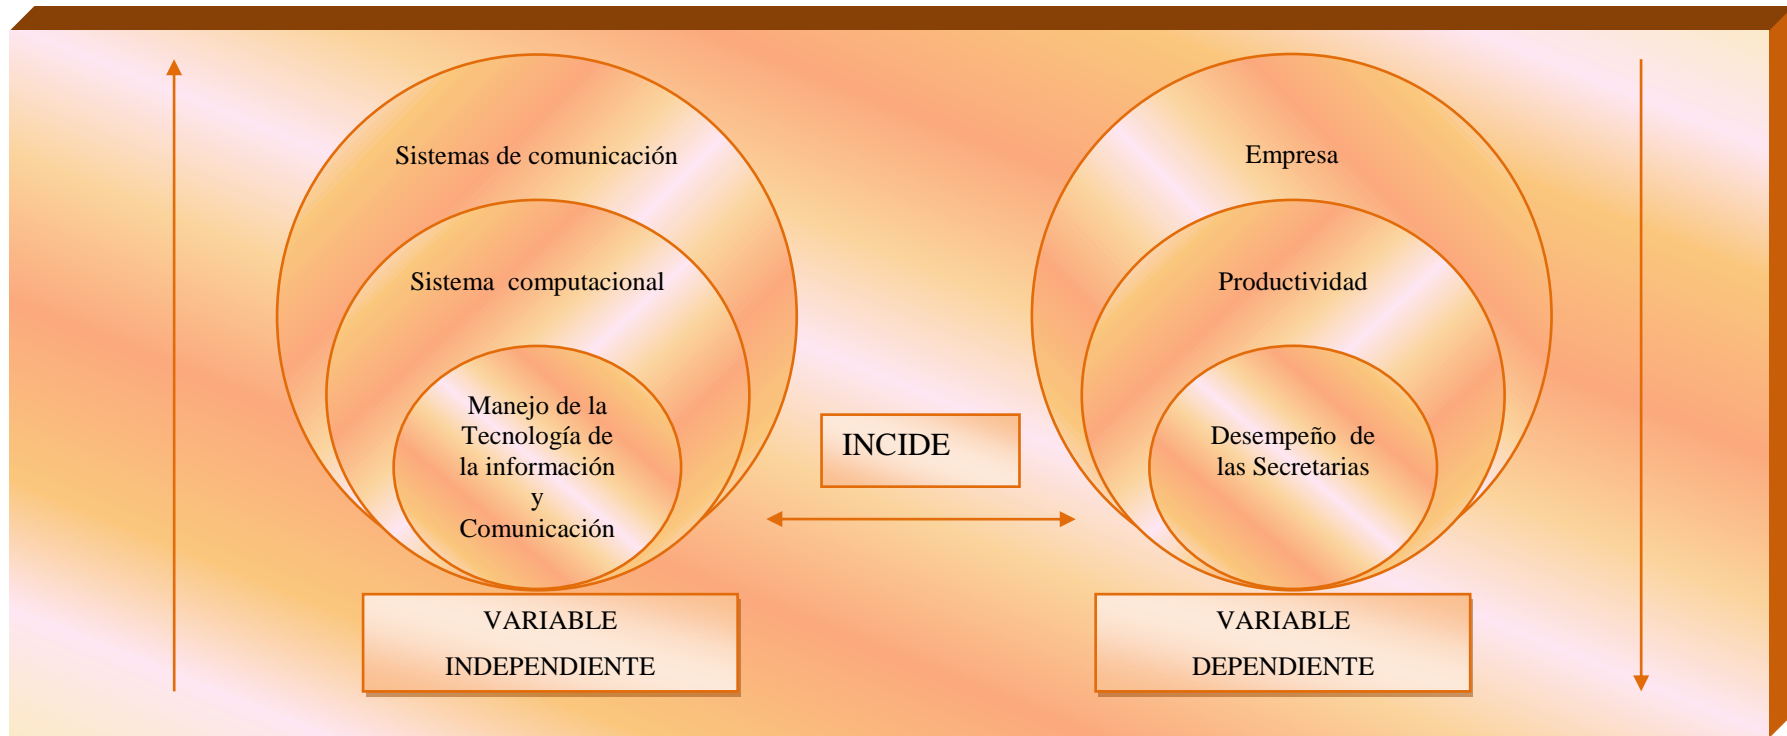 Sistemas de comunicación
Sistema computacional
Manejo de la
Tecnología de
la información
y
Comunicación
VARIABLE
INDEPENDIENTE
INCIDE
Empresa
Productividad
Desempeño de
las Secretarias
VARIABLE
DEPENDIENTE